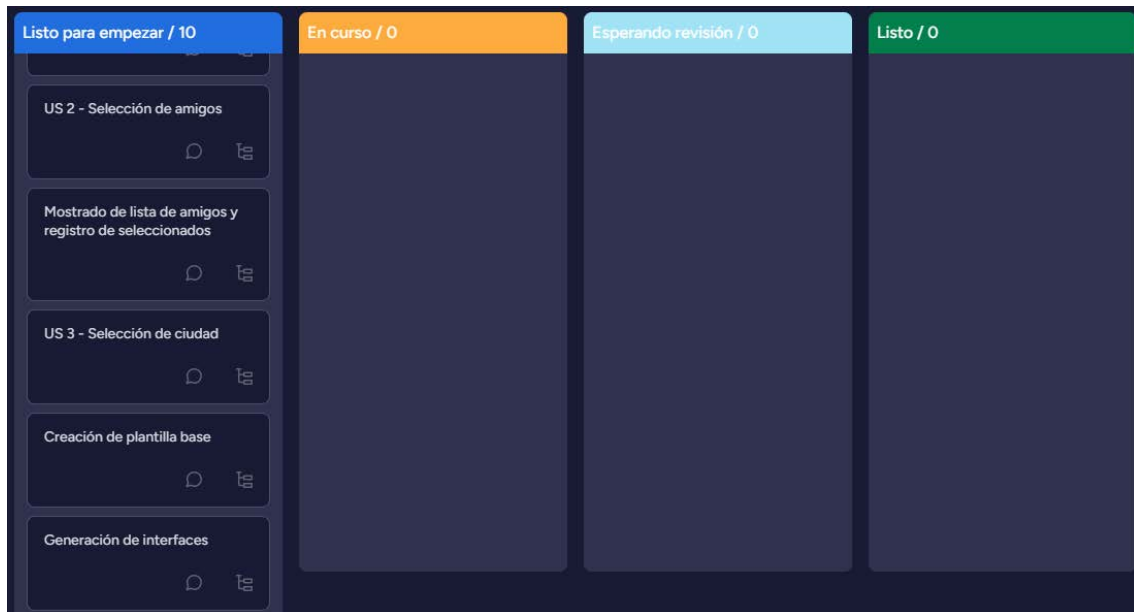 Listo para empezar / 10
En curso / 0
Esperando revisión / 0
Listo / 0
US 2 - Selección de amigos
Mostrado de lista de amigos y
registro de seleccionados
US 3 - Selección de ciudad
Creación de plantilla base
Generación de interfaces